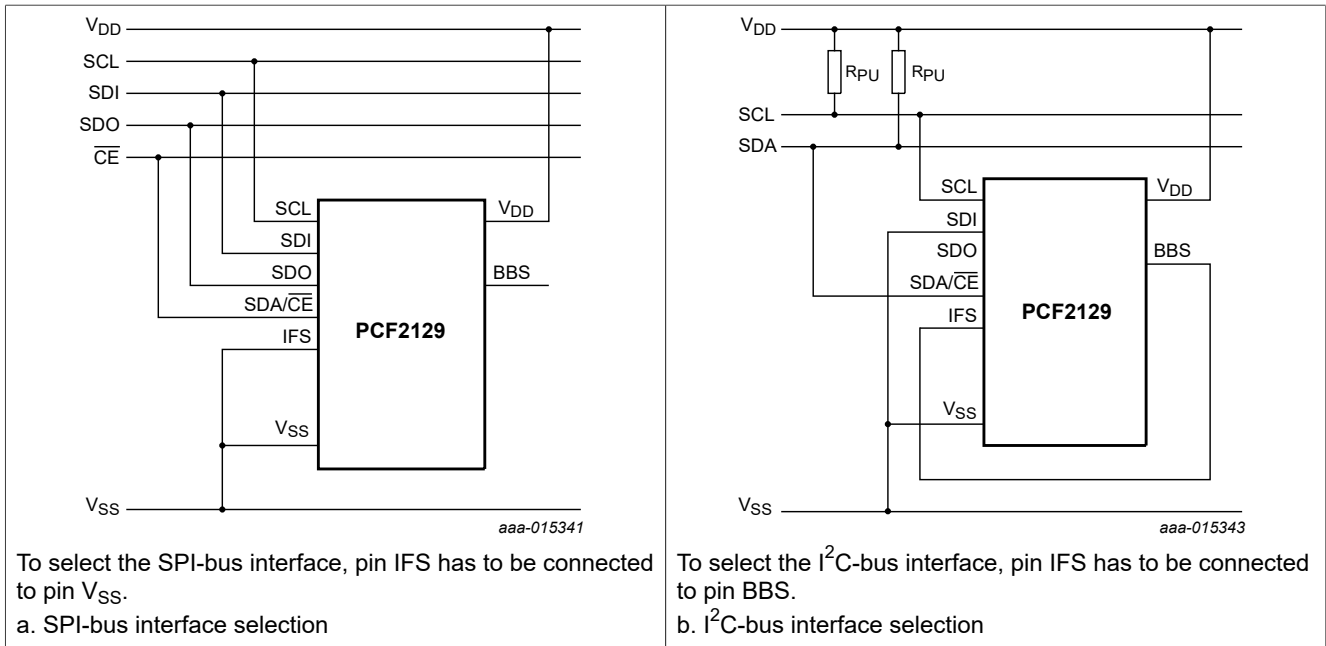 VDD
SCL
SDI
SDO
CE
SCL
SDI
SDO
SDA/CE
IFS
VSS
VDD
BBS
PCF2129
VSS
aaa-015341
To select the SPI-bus interface, pin IFS has to be connected
to pin VSS.
a. SPI-bus interface selection
VDD
RPU
RPU
SCL
SDA
SCL
SDI
SDO
SDA/CE
IFS
VSS
VDD
BBS
PCF2129
VSS
aaa-015343
To select the I2C-bus interface, pin IFS has to be connected
to pin BBS.
b. I2C-bus interface selection